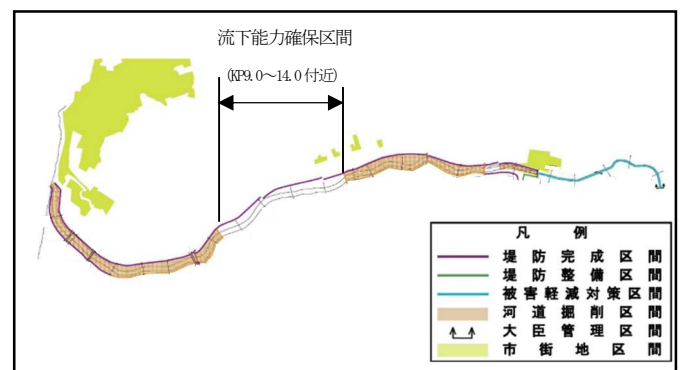 流下能力確保区間
(KP9.0～14.0付近)
凡 例
堤防完成区間
堤防整備区間
被害軽減対策区間
河道掘削区間
大臣管理区間
市街地区間